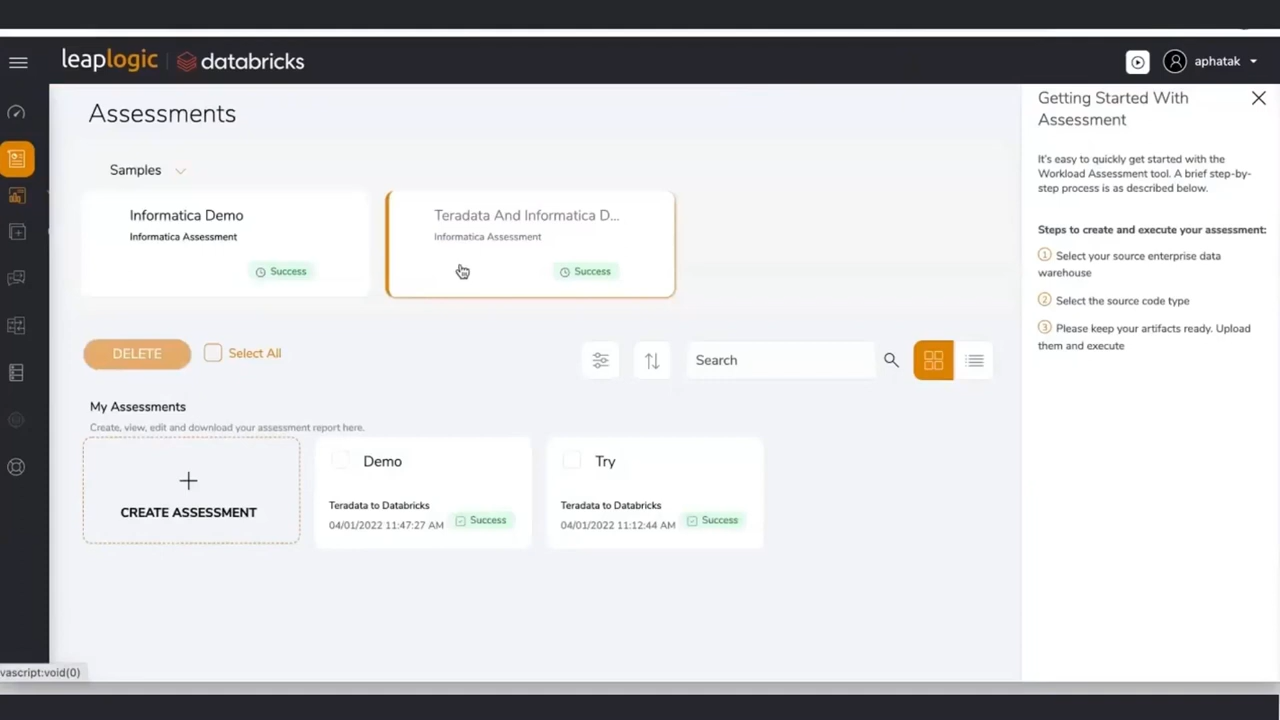 leaplogic databricks
aphatak
Assessments
Samples
Informatica Demo
Informatica Assessment
Success
Teradata And Informatica D...
Informatica Assessment
Success
DELETE
Select All
Search
My Assessments
Create, view, edit and download your assessment report here.
CREATE ASSESSMENT
Demo
Teradata to Databricks
04/01/2022 11:47:27 AM
Success
Try
Teradata to Databricks
04/01/2022 11:12:44 AM
Success
Getting Started With
Assessment
It's easy to quickly get started with the
Workload Assessment tool. A brief step-by-
step process is as described below.
Steps to create and execute your assessment:
1 Select your source enterprise data
warehouse
2 Select the source code type
3 Please keep your artifacts ready. Upload
them and execute
vascript:void(0)